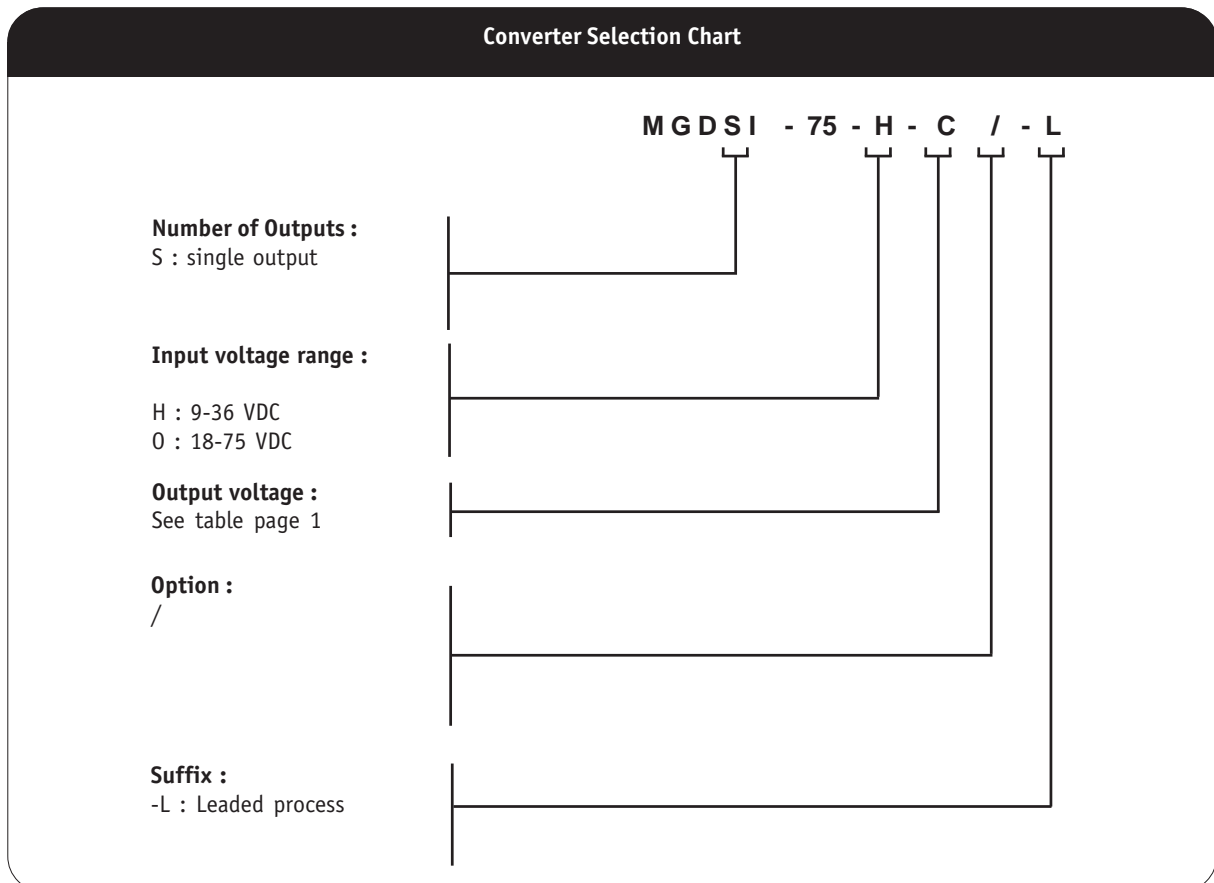 Converter Selection Chart
M G D S I - 75 - H - C / - L
Number of Outputs :
S : single output
Input voltage range :
H : 9-36 VDC
O : 18-75 VDC
Output voltage :
See table page 1
Option :
/
Suffix :
-L : Leaded process